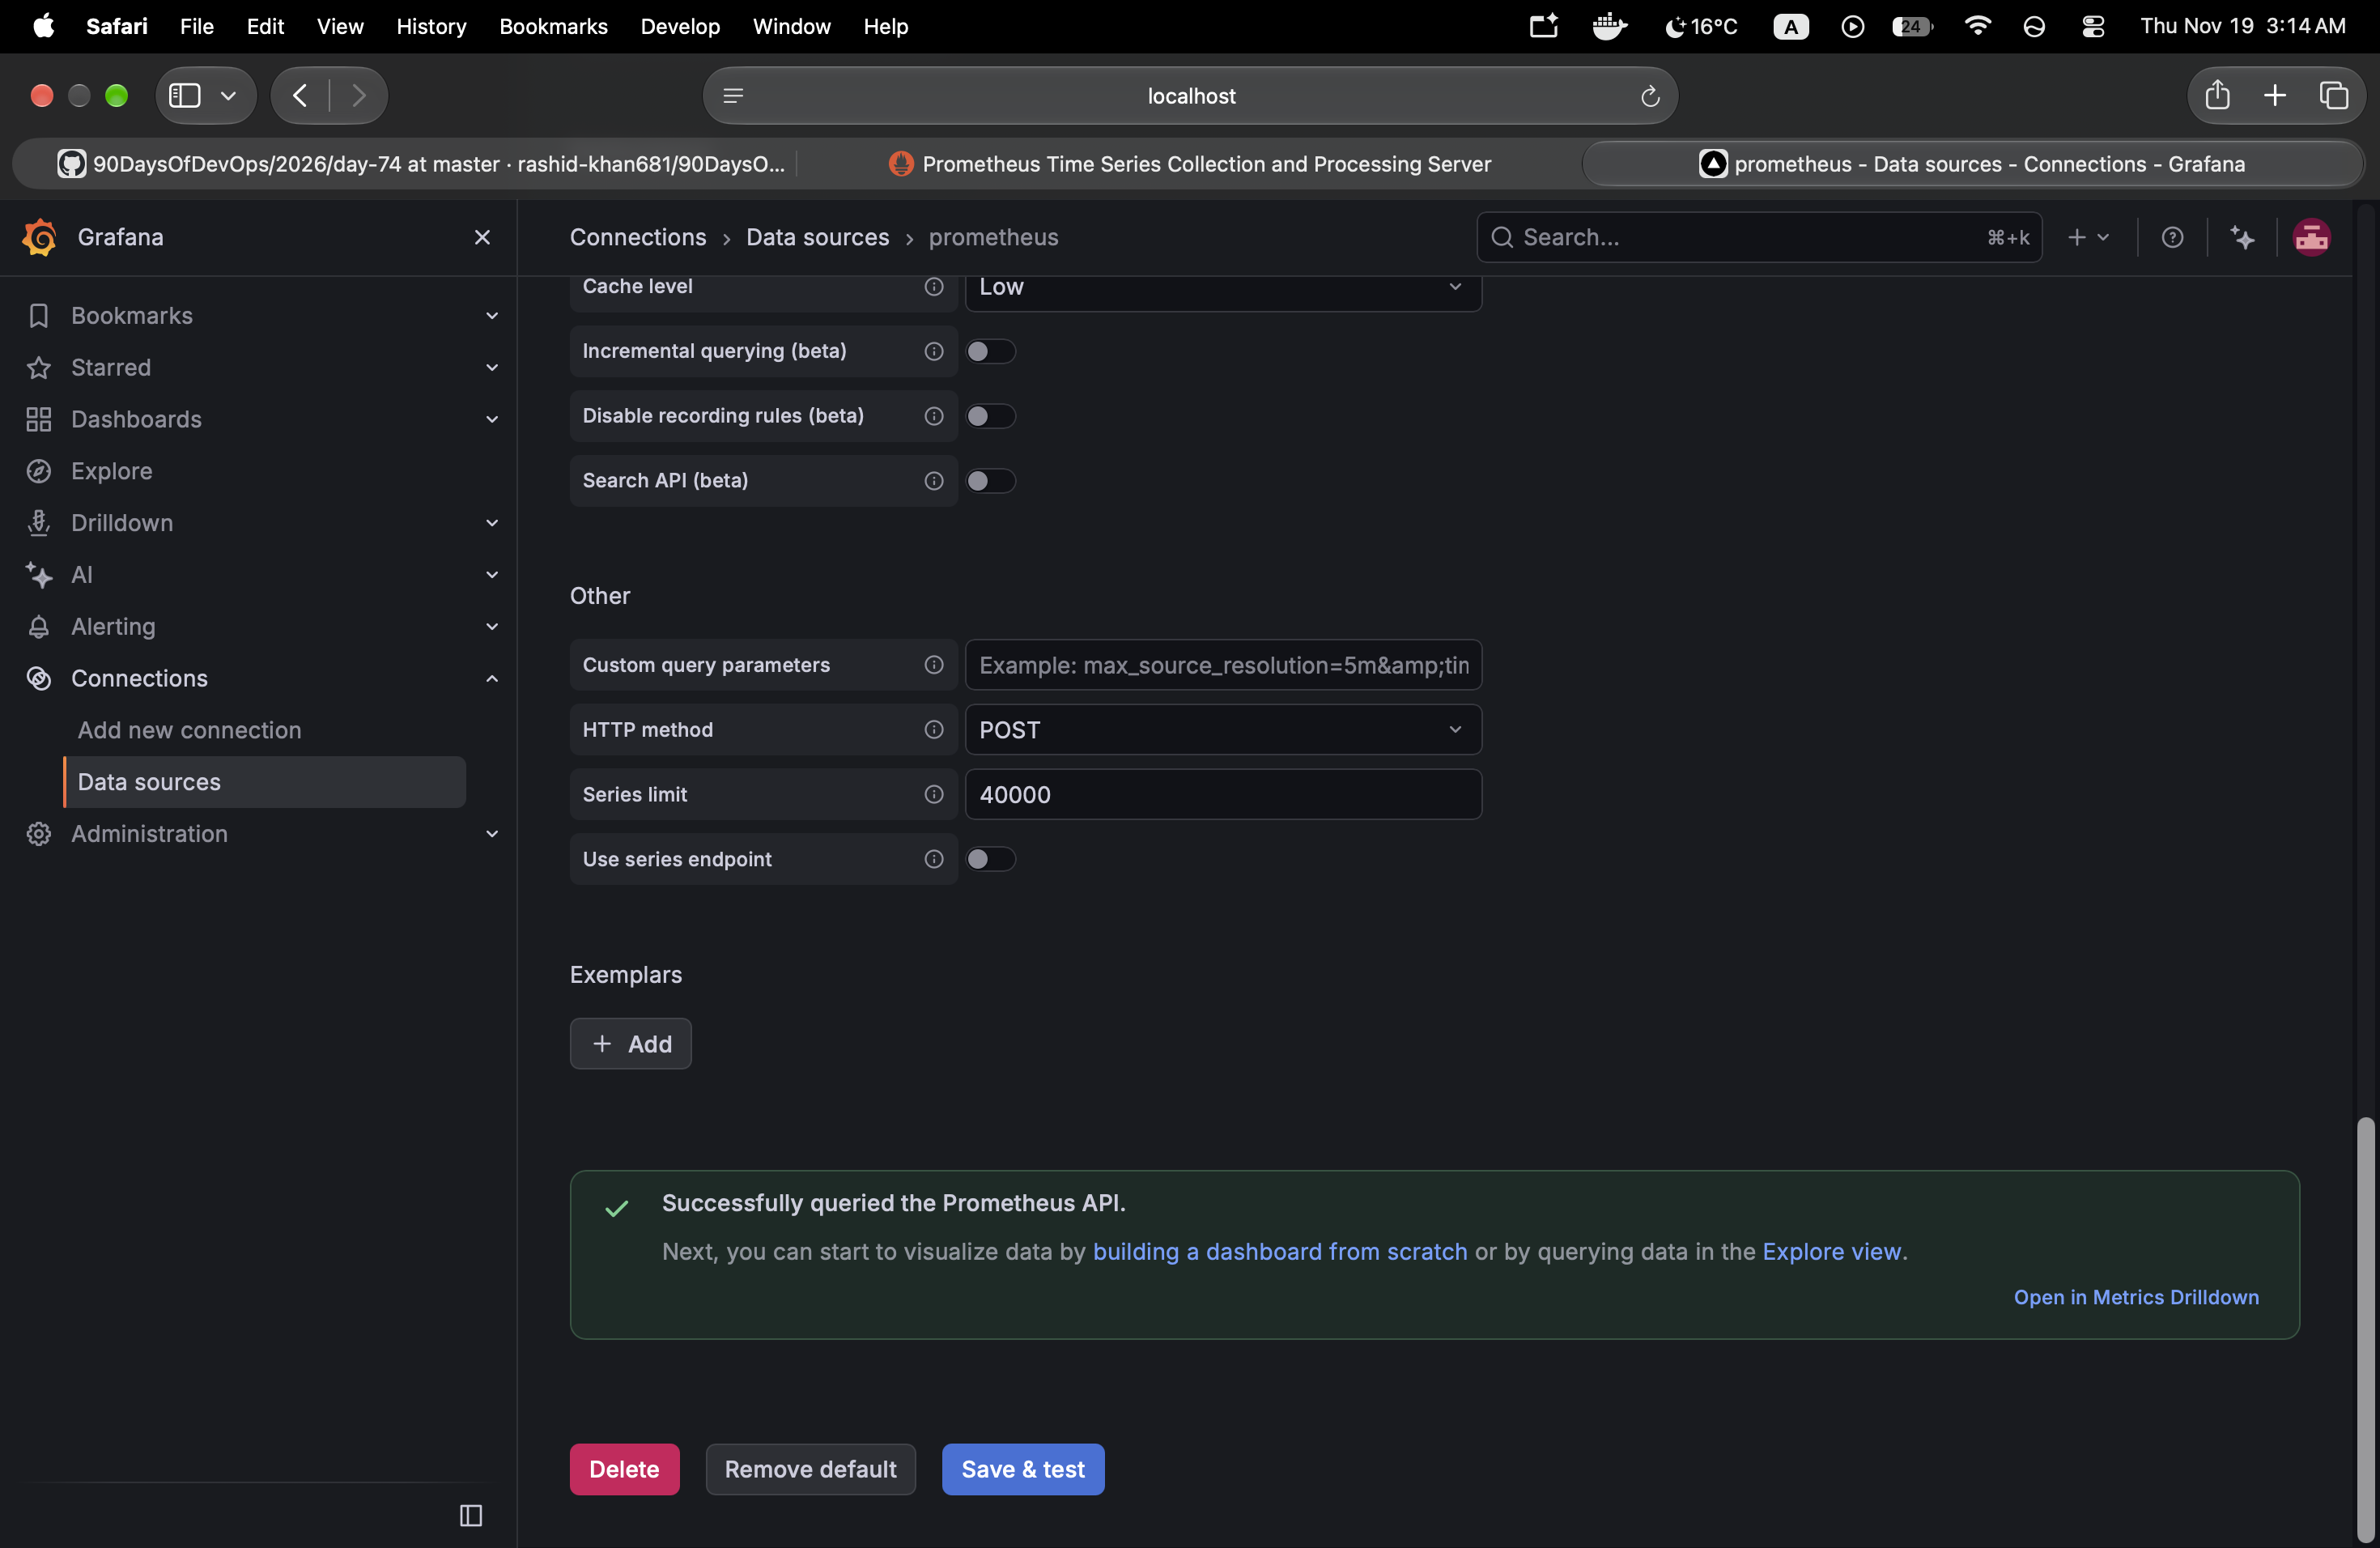 Safari File Edit View History Bookmarks Develop Window Help 16°C A 24 Thu Nov 19 3:14 AM
localhost
90DaysOfDevOps/2026/day-74 at master · rashid-khan681/90DaysO... Prometheus Time Series Collection and Processing Server prometheus - Data sources - Connections - Grafana
Grafana
Connections › Data sources › prometheus
Search... ⌘+k
Bookmarks
Starred
Dashboards
Explore
Drilldown
AI
Alerting
Connections
Add new connection
Data sources
Administration
Cache level Low
Incremental querying (beta)
Disable recording rules (beta)
Search API (beta)
Other
Custom query parameters Example: max_source_resolution=5m&amp;tin
HTTP method POST
Series limit 40000
Use series endpoint
Exemplars
+ Add
Successfully queried the Prometheus API.
Next, you can start to visualize data by building a dashboard from scratch or by querying data in the Explore view.
Open in Metrics Drilldown
Delete Remove default Save & test